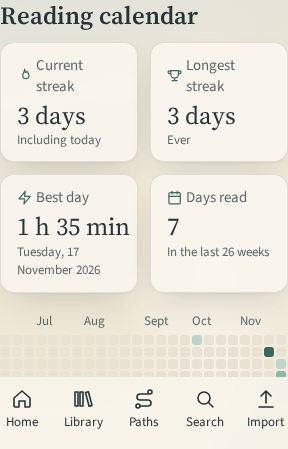 Reading calendar
Current
streak
3 days
Including today
Longest
streak
3 days
Ever
Best day
1 h 35 min
Tuesday, 17
November 2026
Days read
7
In the last 26 weeks
Jul Aug Sept Oct Nov
Home Library Paths Search Import